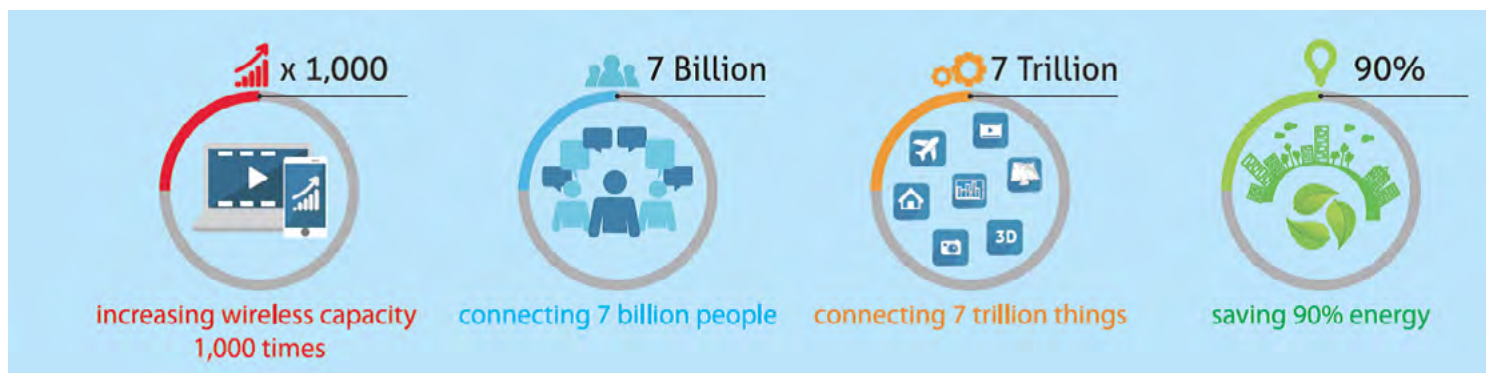 x 1,000
7 Billion
7 Trillion
90%
3D
increasing wireless capacity
1,000 times
connecting 7 billion people
connecting 7 trillion things
saving 90% energy